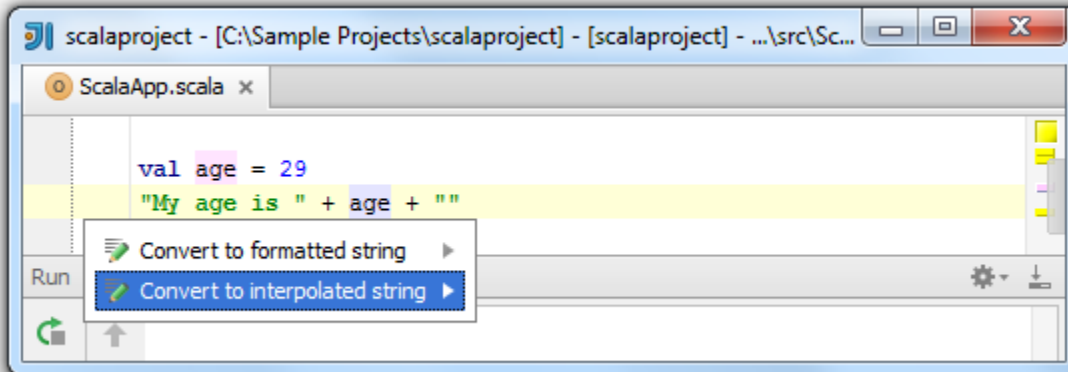 scalaproject - [C:\Sample Projects\scalaproject] - [scalaproject] - ...\src\Sc...
ScalaApp.scala
val age = 29
"My age is " + age + ""
Convert to formatted string
Run
Convert to interpolated string